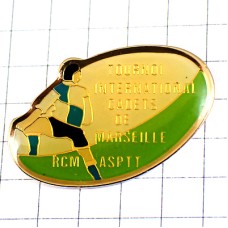 TOURNOI
INTERNATIONAL
CADETS
DE
MARSEILLE
RCM ASPTT